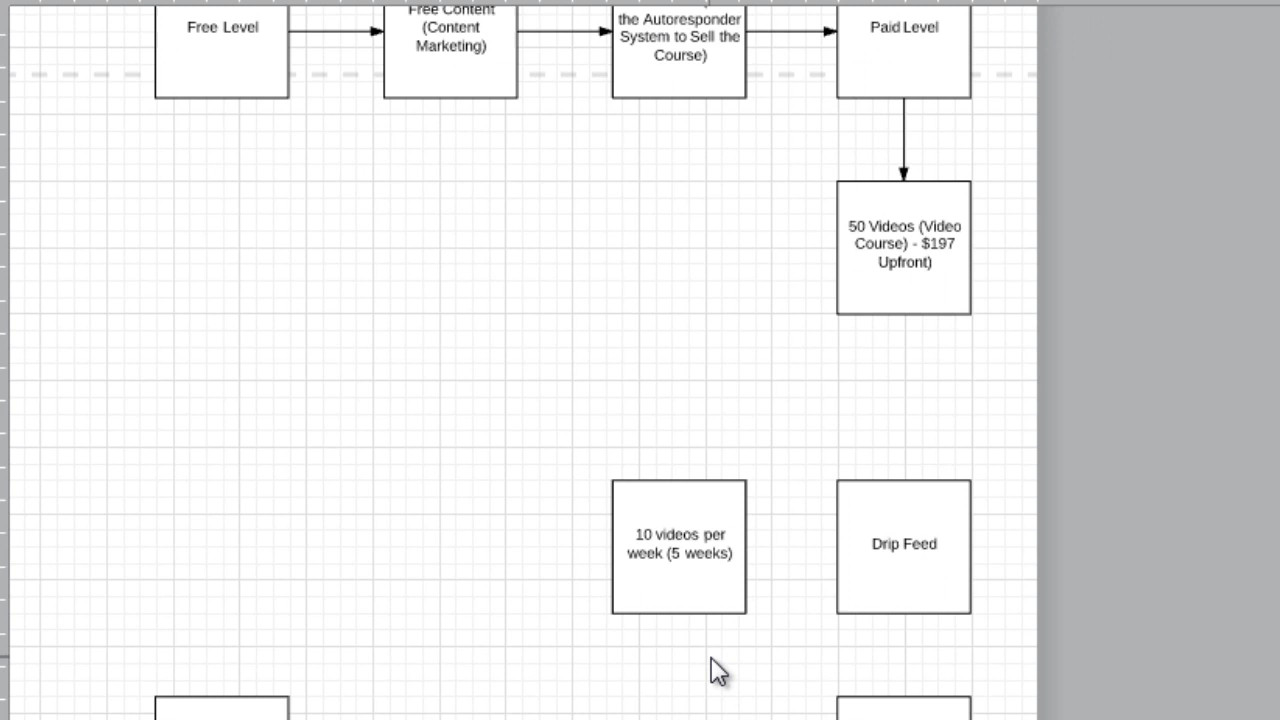 Free Level
Free Content
(Content
Marketing)
the Autoresponder
System to Sell the
Course)
Paid Level
50 Videos (Video
Course) - $197
Upfront)
10 videos per
week (5 weeks)
Drip Feed